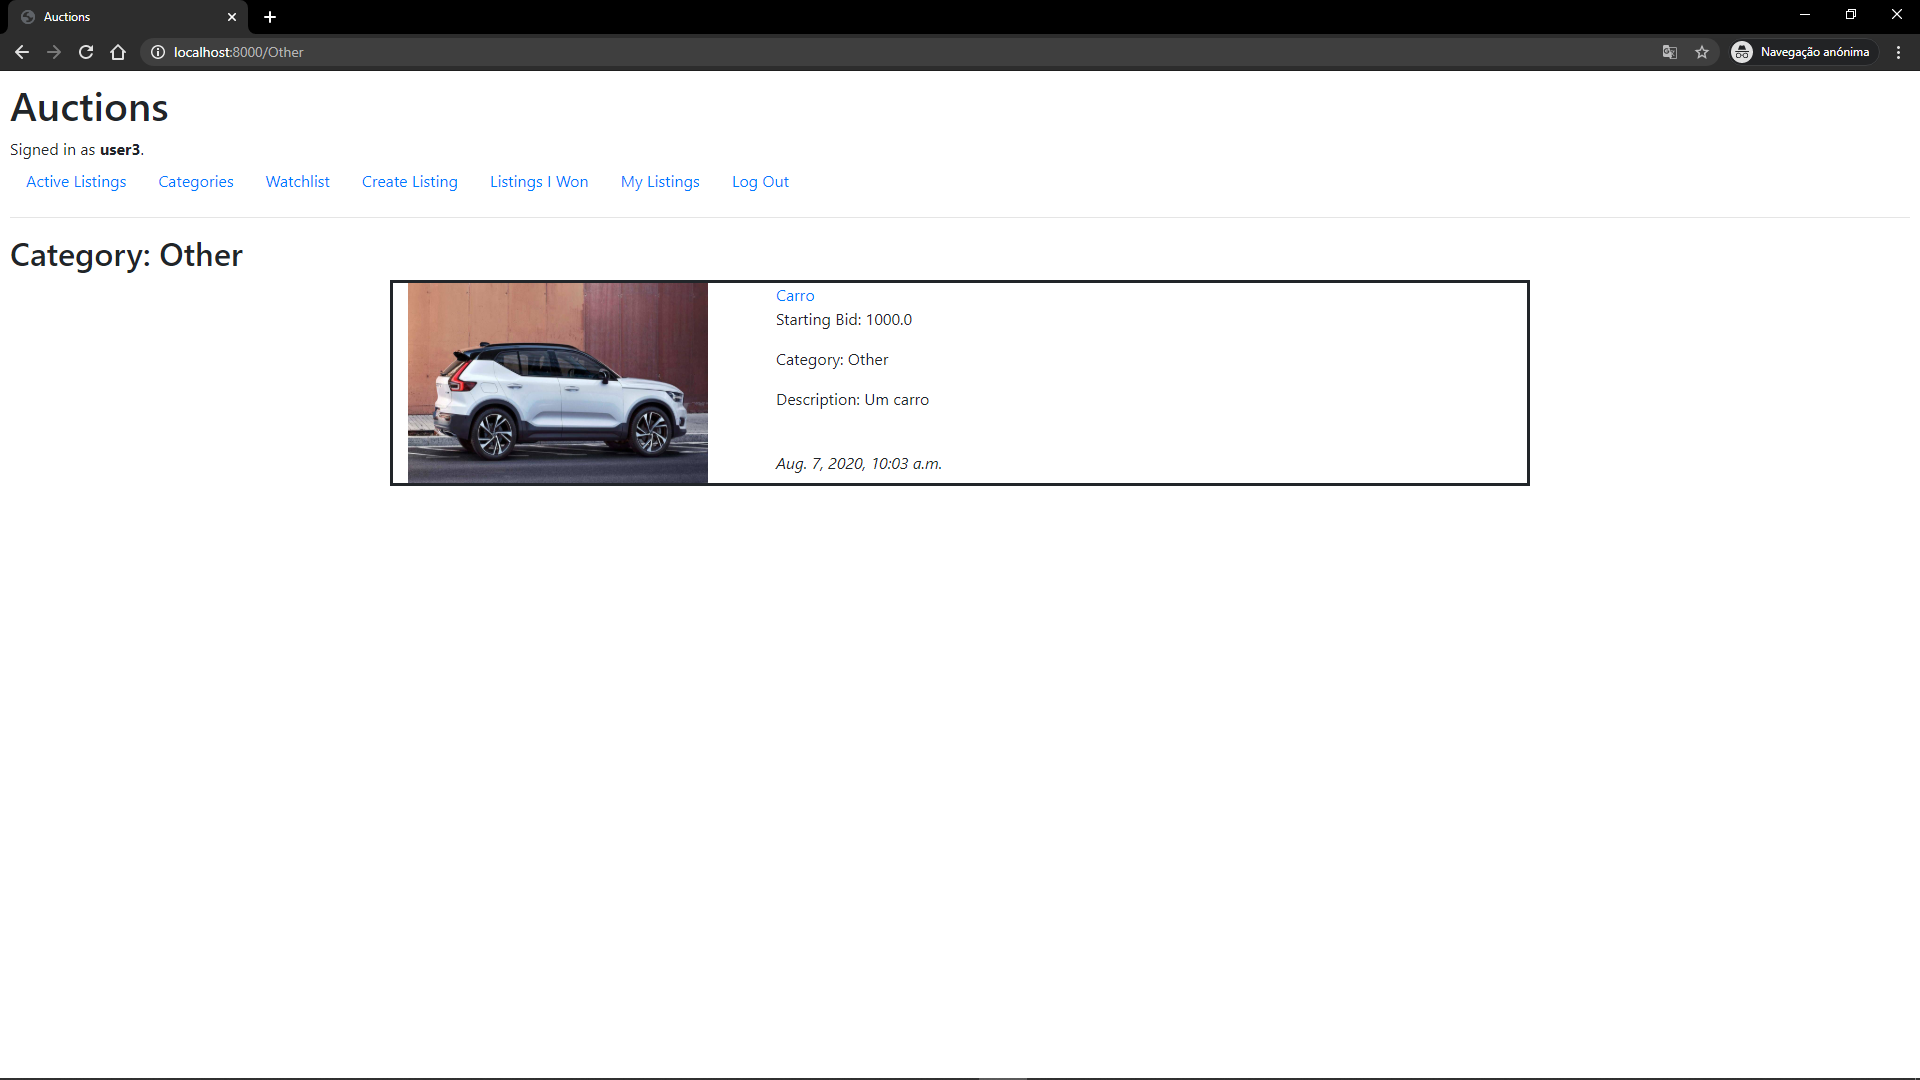 Auctions
localhost:8000/Other
Navegação anónima
Auctions
Signed in as user3.
Active Listings Categories Watchlist Create Listing Listings I Won My Listings Log Out
Category: Other
Carro
Starting Bid: 1000.0
Category: Other
Description: Um carro
Aug. 7, 2020, 10:03 a.m.